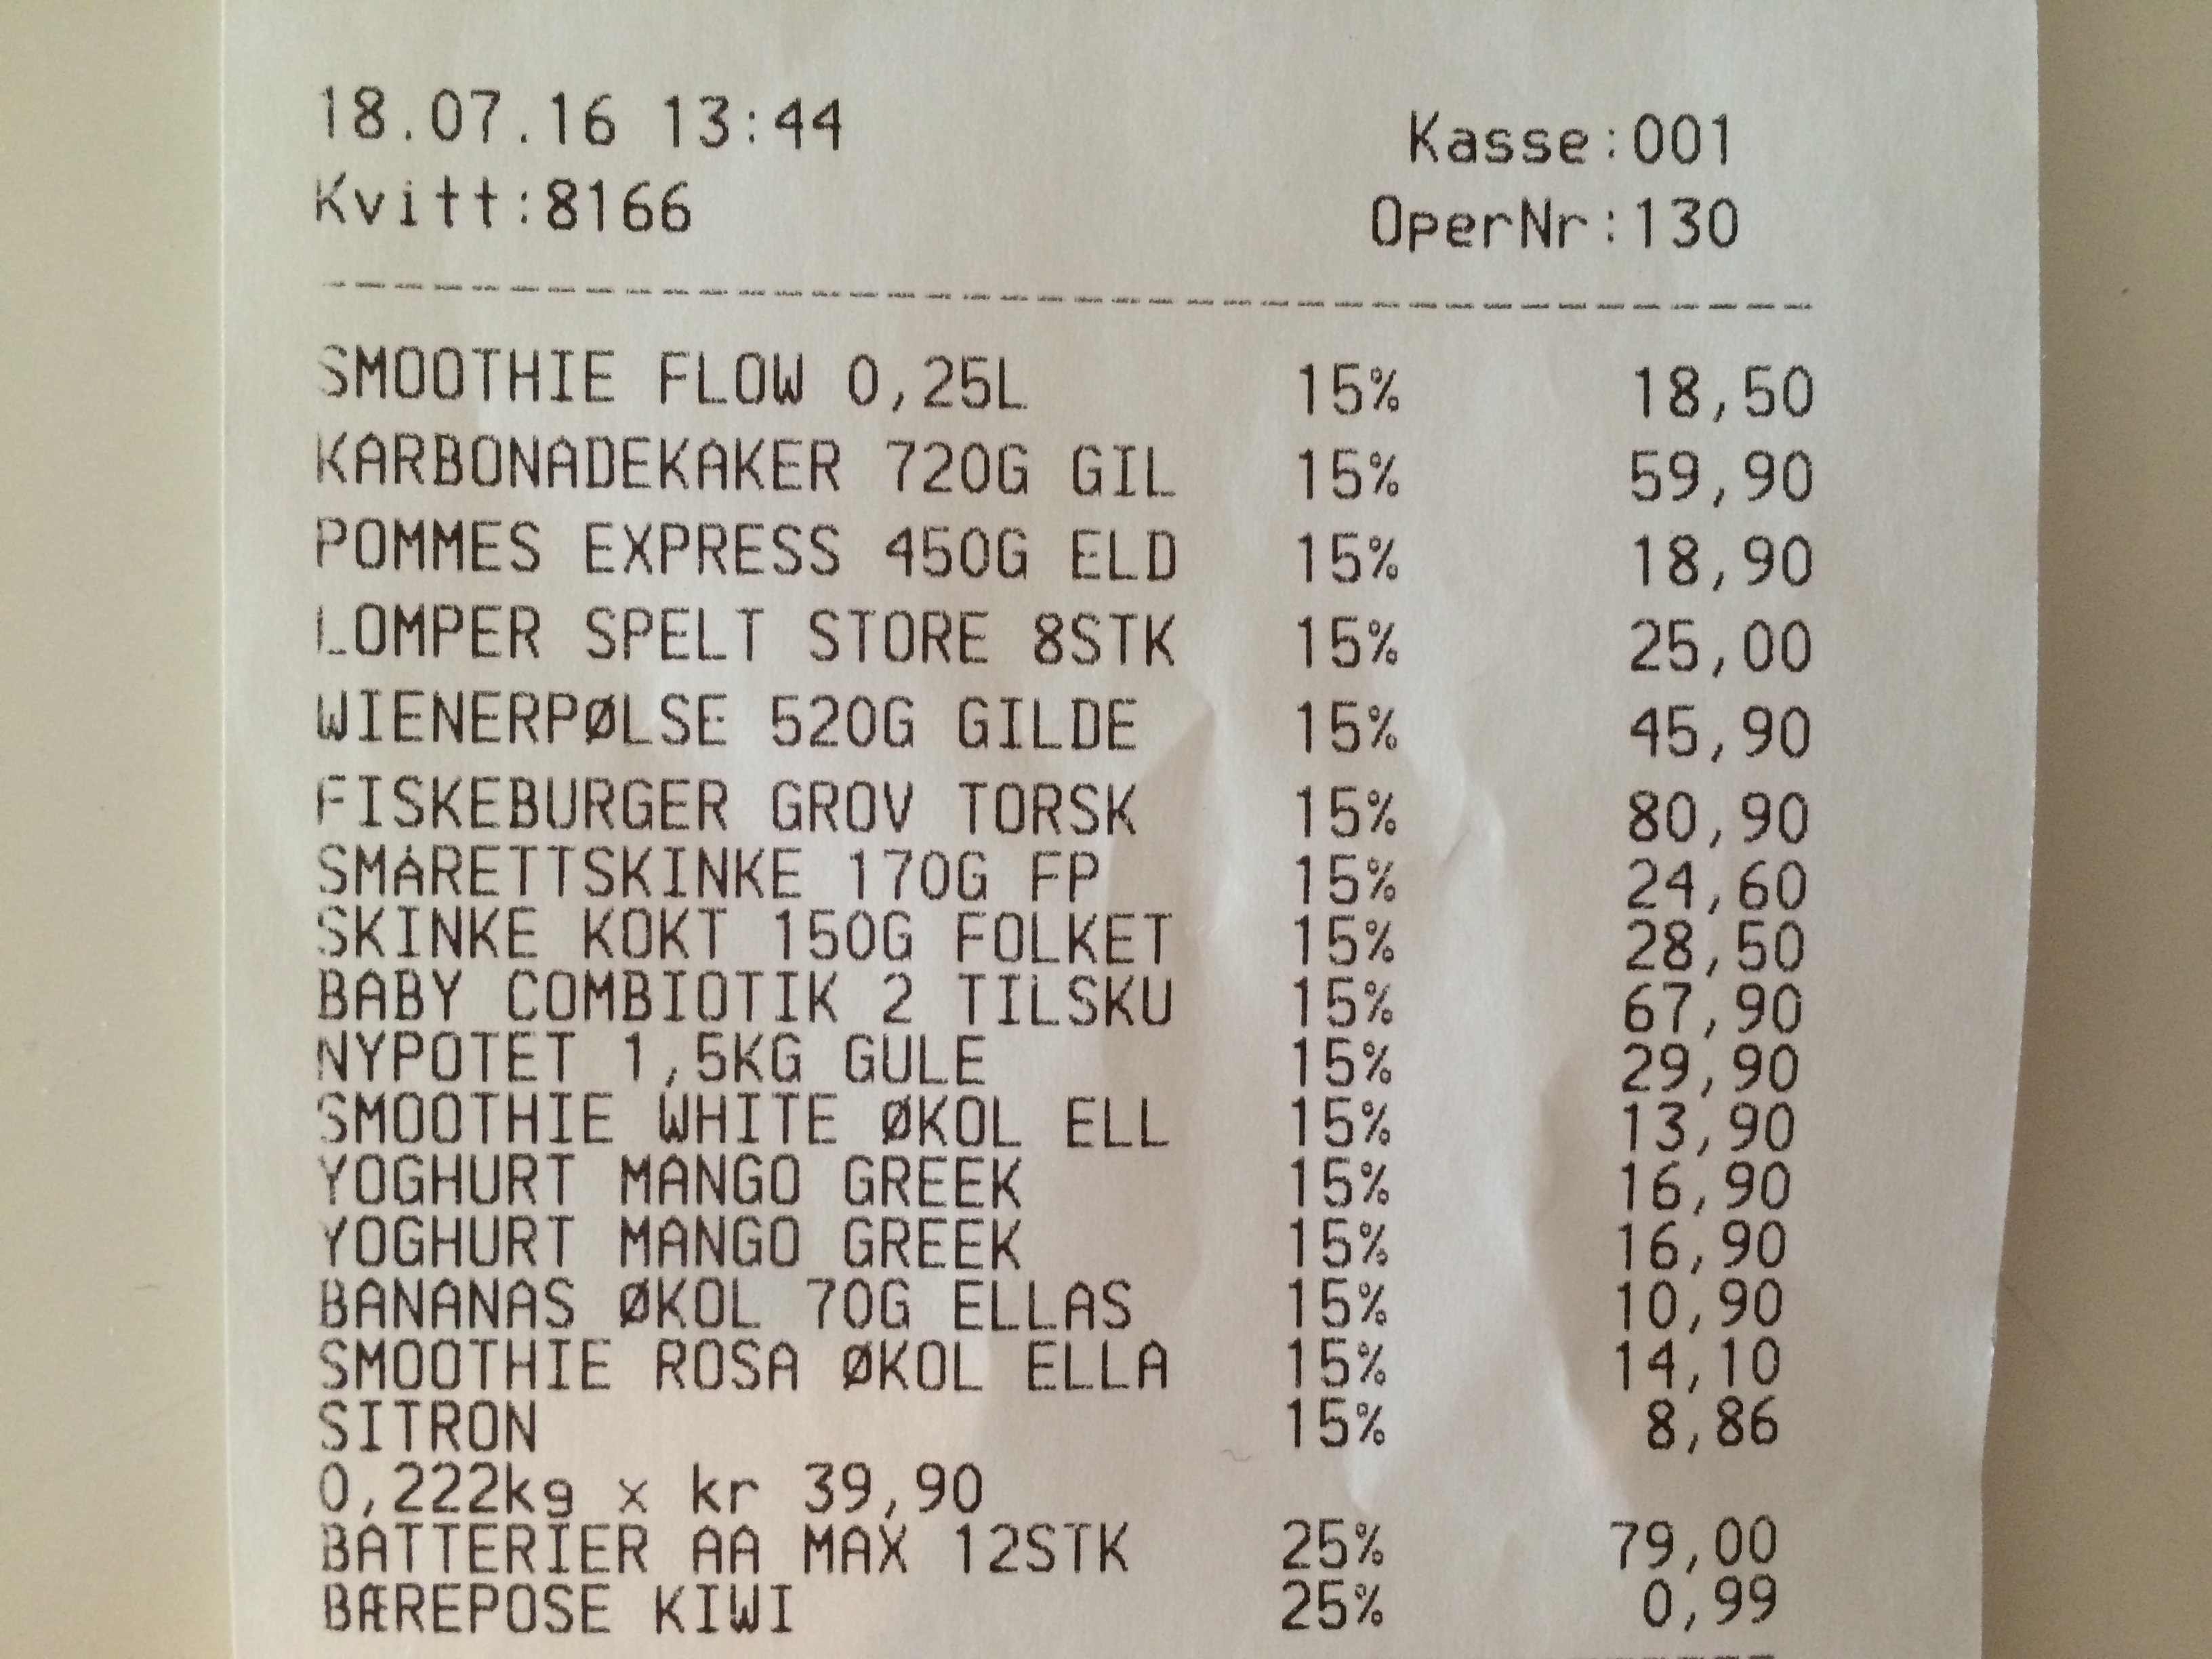 18.07.16 13:44 Kasse:001
Kvitt:8166 OperNr:130
SMOOTHIE FLOW 0,25L 15% 18,50
KARBONADEKAKER 720G GIL 15% 59,90
POMMES EXPRESS 450G ELD 15% 18,90
LOMPER SPELT STORE 8STK 15% 25,00
WIENERPØLSE 520G GILDE 15% 45,90
FISKEBURGER GROV TORSK 15% 80,90
SMARETTSKINKE 170G FP 15% 24,60
SKINKE KOKT 150G FOLKET 15% 28,50
BABY COMBIOTIK 2 TILSKU 15% 67,90
NYPOTET 1,5KG GULE 15% 29,90
SMOOTHIE WHITE ØKOL ELL 15% 13,90
YOGHURT MANGO GREEK 15% 16,90
YOGHURT MANGO GREEK 15% 16,90
BANANAS ØKOL 70G ELLAS 15% 10,90
SMOOTHIE ROSA ØKOL ELLA 15% 14,10
SITRON 15% 8,86
0,222kg x kr 39,90
BATTERIER AA MAX 12STK 25% 79,00
BÆREPOSE KIWI 25% 0,99